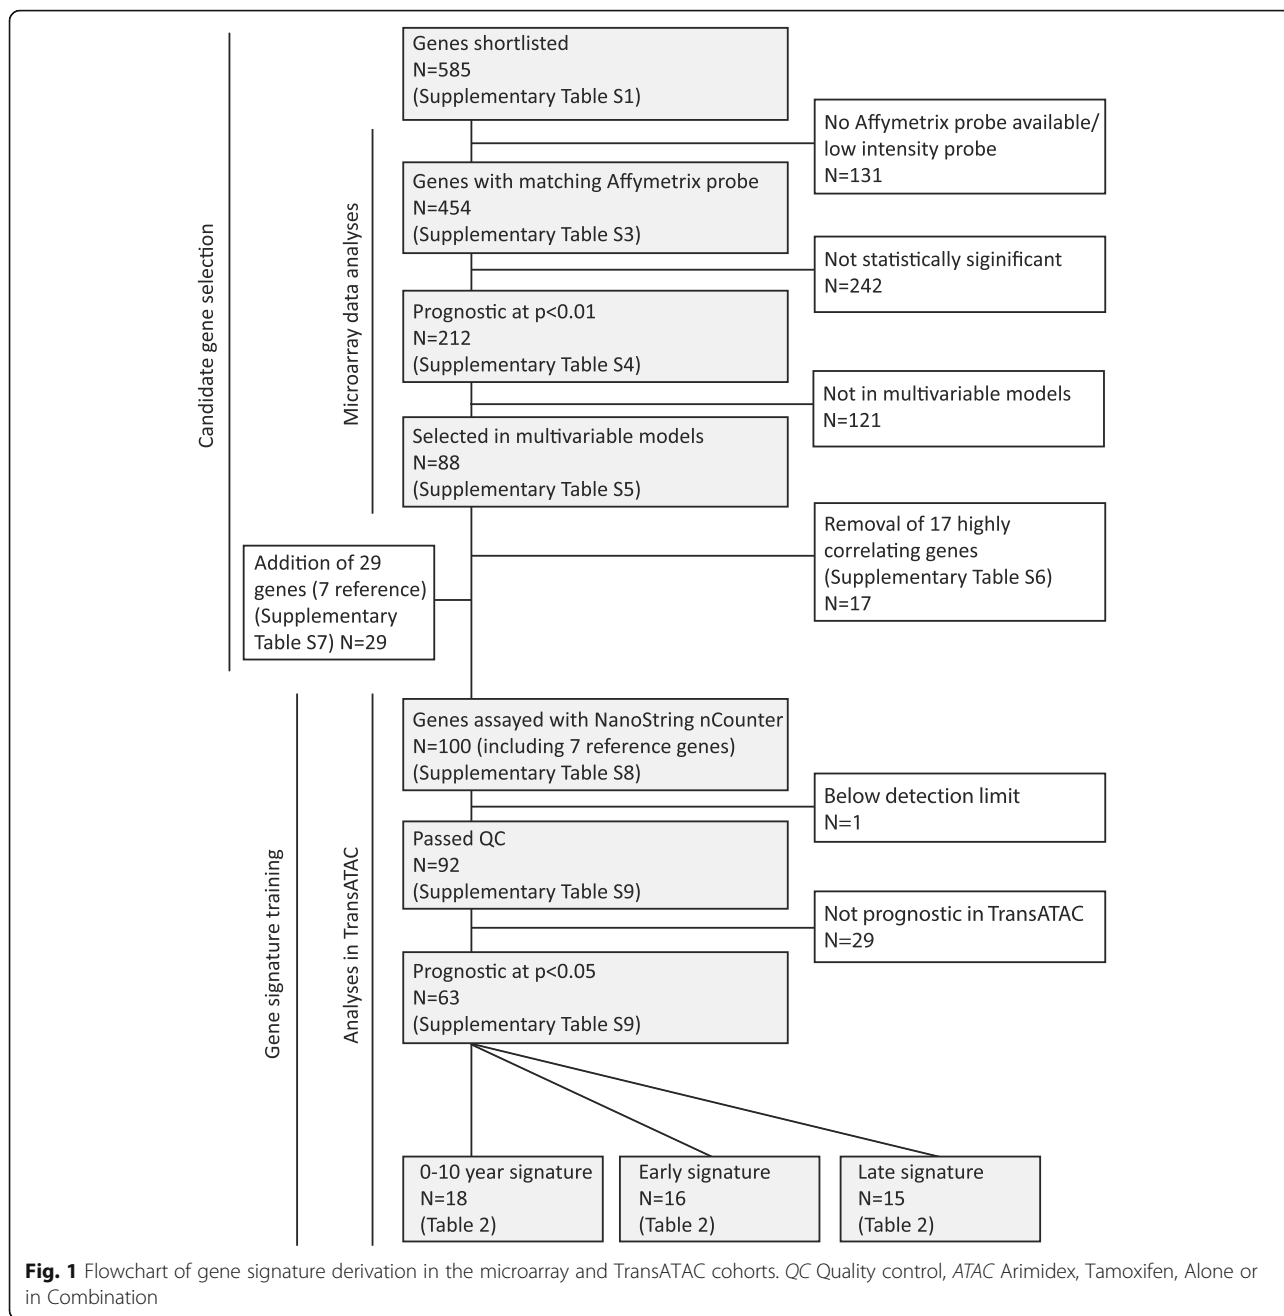 Genes shortlisted
N=585
(Supplementary Table S1)
No Affymetrix probe available/
low intensity probe
N=131
Genes with matching Affymetrix probe
N=454
(Supplementary Table S3)
Not statistically siginificant
N=242
Prognostic at p<0.01
N=212
(Supplementary Table S4)
Not in multivariable models
N=121
Selected in multivariable models
N=88
(Supplementary Table S5)
Removal of 17 highly
correlating genes
(Supplementary Table S6)
N=17
Addition of 29
genes (7 reference)
(Supplementary
Table S7) N=29
Candidate gene selection
Microarray data analyses
Genes assayed with NanoString nCounter
N=100 (including 7 reference genes)
(Supplementary Table S8)
Below detection limit
N=1
Passed QC
N=92
(Supplementary Table S9)
Not prognostic in TransATAC
N=29
Prognostic at p<0.05
N=63
(Supplementary Table S9)
Gene signature training
Analyses in TransATAC
0-10 year signature
N=18
(Table 2)
Early signature
N=16
(Table 2)
Late signature
N=15
(Table 2)
Fig. 1 Flowchart of gene signature derivation in the microarray and TransATAC cohorts. QC Quality control, ATAC Arimidex, Tamoxifen, Alone or
in Combination